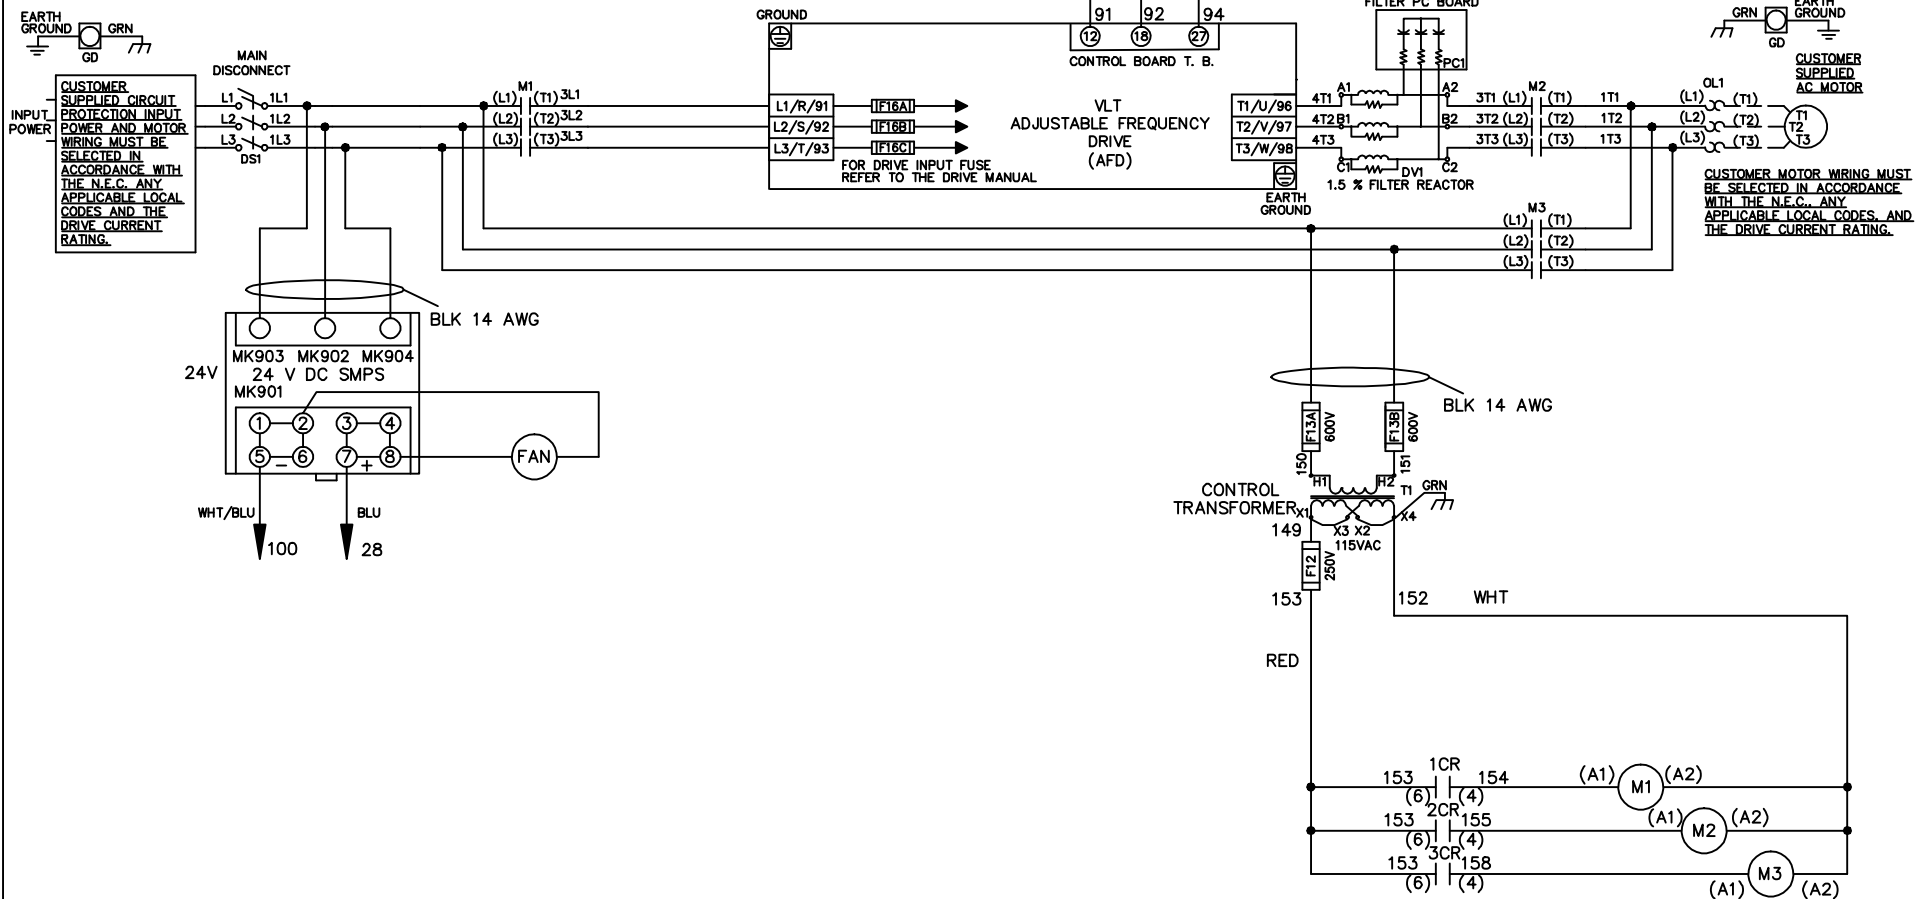 EARTH
GROUND
GRN
GD
GROUND
91
92
94
12
18
27
CONTROL BOARD T. B.
FILTER PC BOARD
PC1
GRN
EARTH
GROUND
GD
CUSTOMER
SUPPLIED
AC MOTOR
INPUT
POWER
CUSTOMER
SUPPLIED CIRCUIT
PROTECTION INPUT
POWER AND MOTOR
WIRING MUST BE
SELECTED IN
ACCORDANCE WITH
THE N.E.C. ANY
APPLICABLE LOCAL
CODES AND THE
DRIVE CURRENT
RATING.
MAIN
DISCONNECT
L1 1L1
L2 1L2
L3 1L3
DS1
M1
(L1) (T1) 3L1
(L2) (T2) 3L2
(L3) (T3) 3L3
L1/R/91
L2/S/92
L3/T/93
F16A
F16B
F16C
FOR DRIVE INPUT FUSE
REFER TO THE DRIVE MANUAL
VLT
ADJUSTABLE FREQUENCY
DRIVE
(AFD)
T1/U/96
T2/V/97
T3/W/98
EARTH
GROUND
4T1 A1 A2
4T2 B1 B2
4T3
C1 C2
DV1
1.5 % FILTER REACTOR
M2
3T1 (L1) (T1) 1T1
3T2 (L2) (T2) 1T2
3T3 (L3) (T3) 1T3
OL1
(L1) (T1)
(L2) (T2)
(L3) (T3)
T1
T2
T3
CUSTOMER MOTOR WIRING MUST
BE SELECTED IN ACCORDANCE
WITH THE N.E.C., ANY
APPLICABLE LOCAL CODES, AND
THE DRIVE CURRENT RATING.
M3
(L1) (T1)
(L2) (T2)
(L3) (T3)
BLK 14 AWG
MK903 MK902 MK904
24V
24 V DC SMPS
MK901
1 2 3 4
5 - 6 7 + 8
FAN
WHT/BLU
BLU
100
28
BLK 14 AWG
F13A
600V
F13B
600V
150
151
H1 H2
T1
GRN
CONTROL
TRANSFORMER
X1
X3 X2
X4
115VAC
149
F12
250V
153
152
WHT
RED
1CR
153 154
(6) (4)
(A1) M1 (A2)
2CR
153 155
(6) (4)
(A1) M2 (A2)
3CR
153 158
(6) (4)
(A1) M3 (A2)